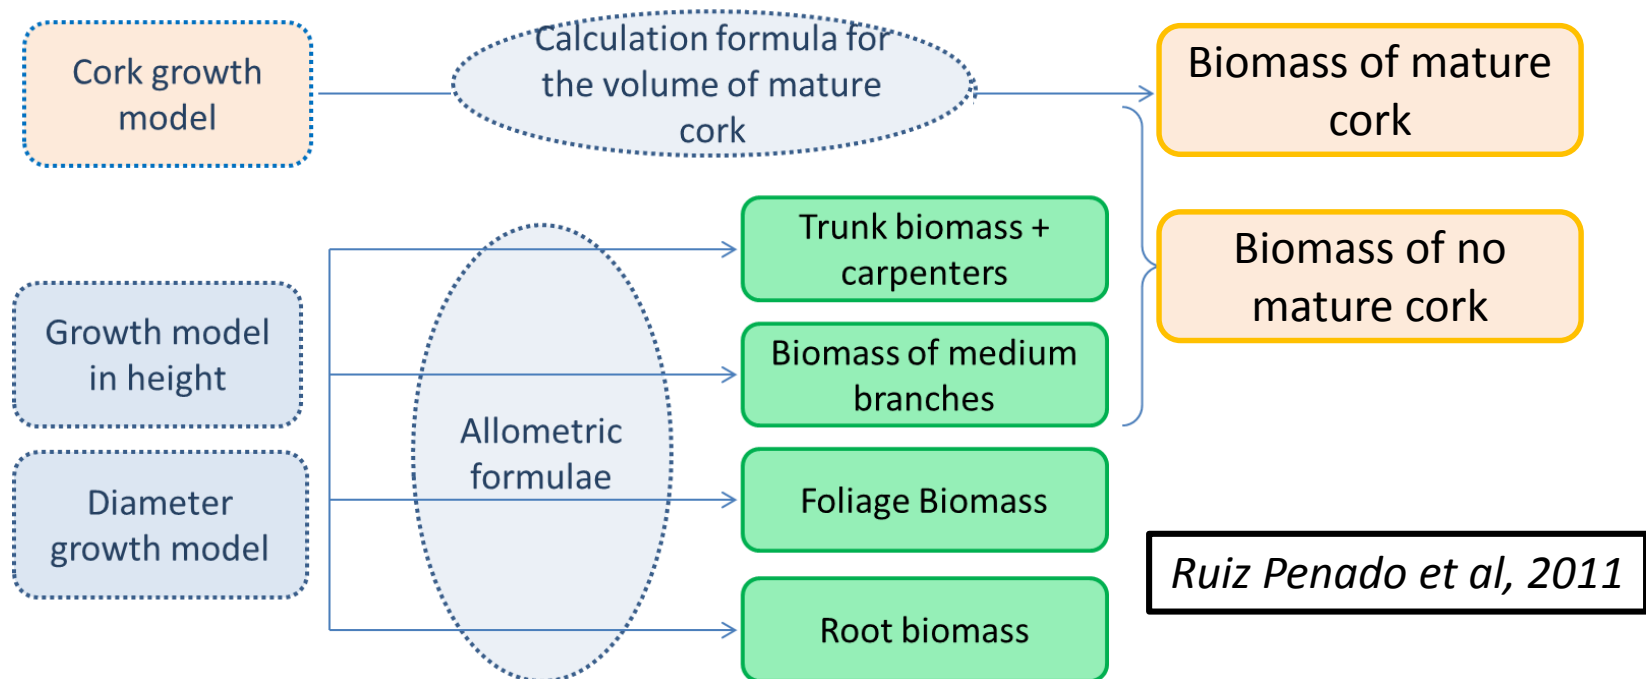 Cork growth
model
Calculation formula for
the volume of mature
cork
Biomass of mature
cork
Trunk biomass +
carpenters
Biomass of no
mature cork
Growth model
in height
Biomass of medium
branches
Allometric
formulae
Diameter
growth model
Foliage Biomass
Ruiz Penado et al, 2011
Root biomass